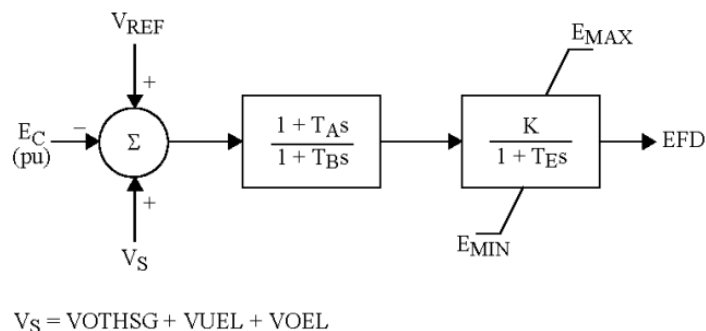 VREF
EMAX
+
EC
(pu)
−
Σ
1 + TAs
1 + TBs
K
1 + TEs
EFD
+
EMIN
VS
VS = VOTHSG + VUEL + VOEL